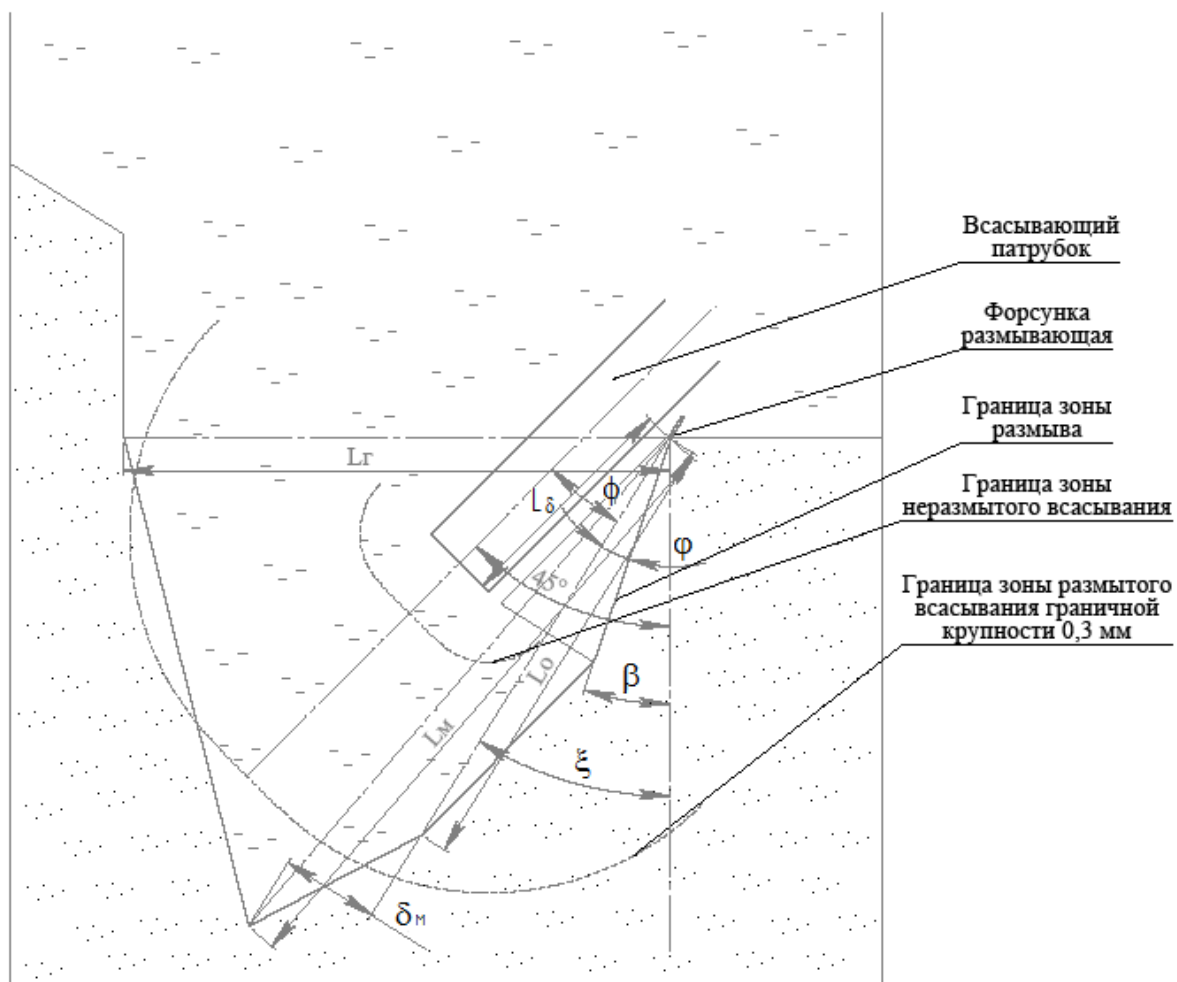 Всасывающий
патрубок
Форсунка
размывающая
Граница зоны
размыва
Граница зоны
неразмытого всасывания
Граница зоны размытого
всасывания граничной
крупности 0,3 мм
Lг
Lδ
ϕ
φ
45°
Lо
β
Lм
ξ
δм